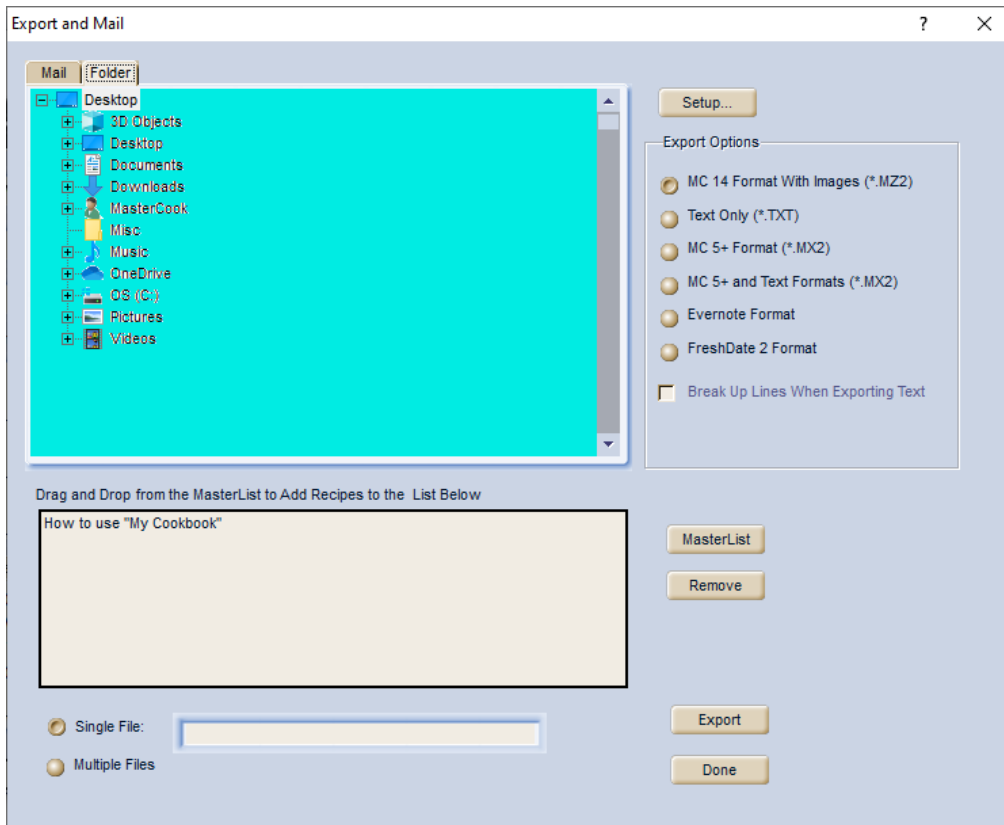 Export and Mail
?
Mail
Folder
Desktop
3D Objects
Desktop
Documents
Downloads
MasterCook
Misc
Music
OneDrive
OS (C:)
Pictures
Videos
Setup...
Export Options
MC 14 Format With Images (*.MZ2)
Text Only (*.TXT)
MC 5+ Format (*.MX2)
MC 5+ and Text Formats (*.MX2)
Evernote Format
FreshDate 2 Format
Break Up Lines When Exporting Text
Drag and Drop from the MasterList to Add Recipes to the List Below
How to use "My Cookbook"
MasterList
Remove
Single File:
Multiple Files
Export
Done